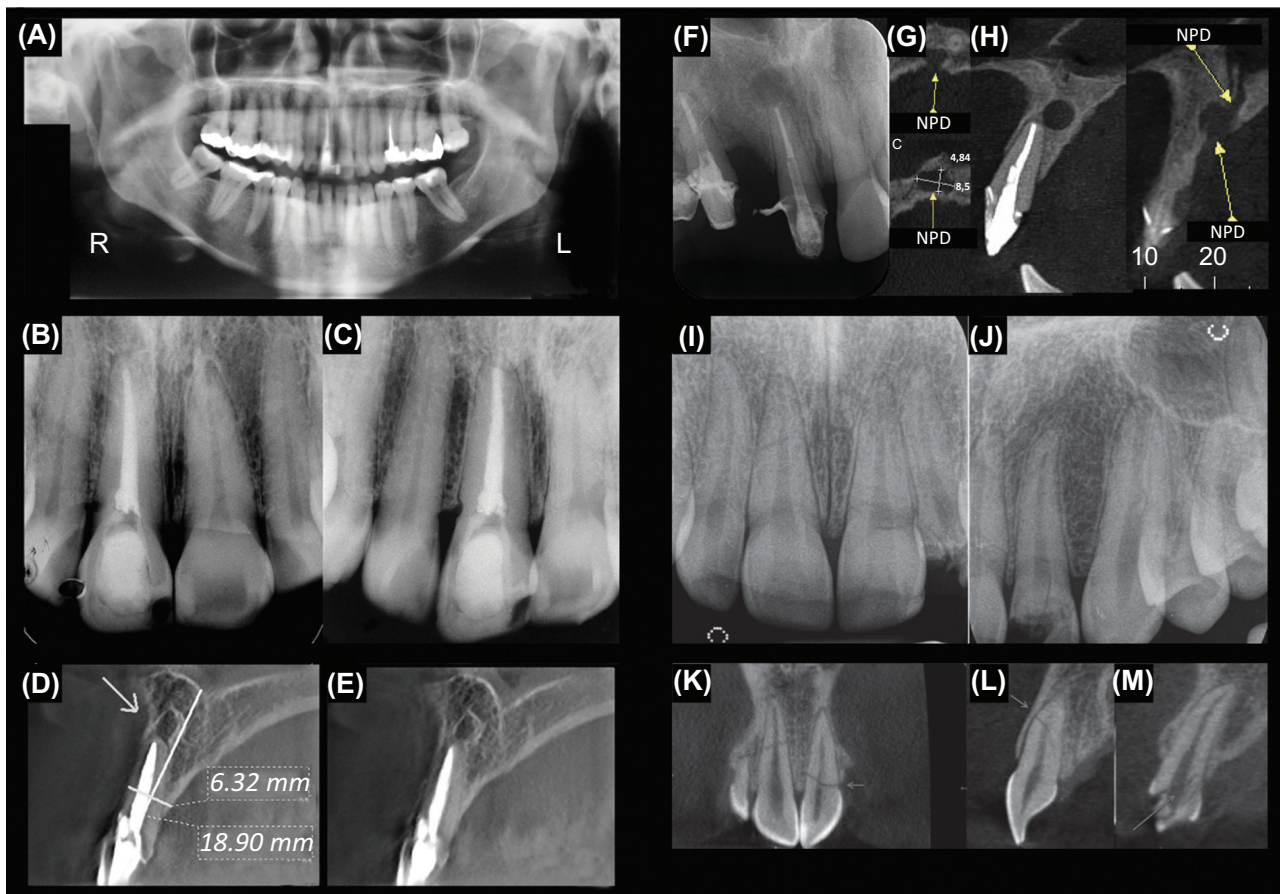 (A)
R
L
(B)
(C)
(D)
6.32 mm
18.90 mm
(E)
(F)
(G)
NPD
C
4,84
8,5
NPD
(H)
NPD
NPD
10 20
(I)
(J)
(K)
(L)
(M)